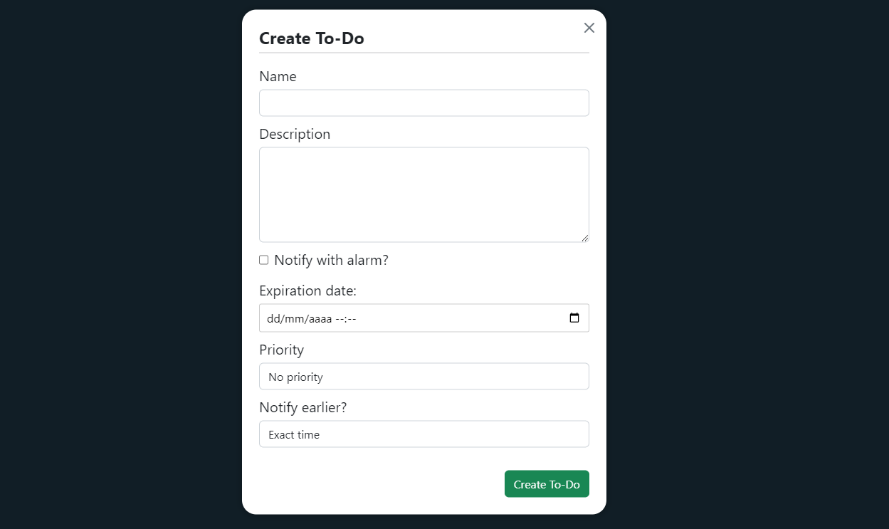 Create To-Do
Name
Description
Notify with alarm?
Expiration date:
dd/mm/aaaa --:--
Priority
No priority
Notify earlier?
Exact time
Create To-Do